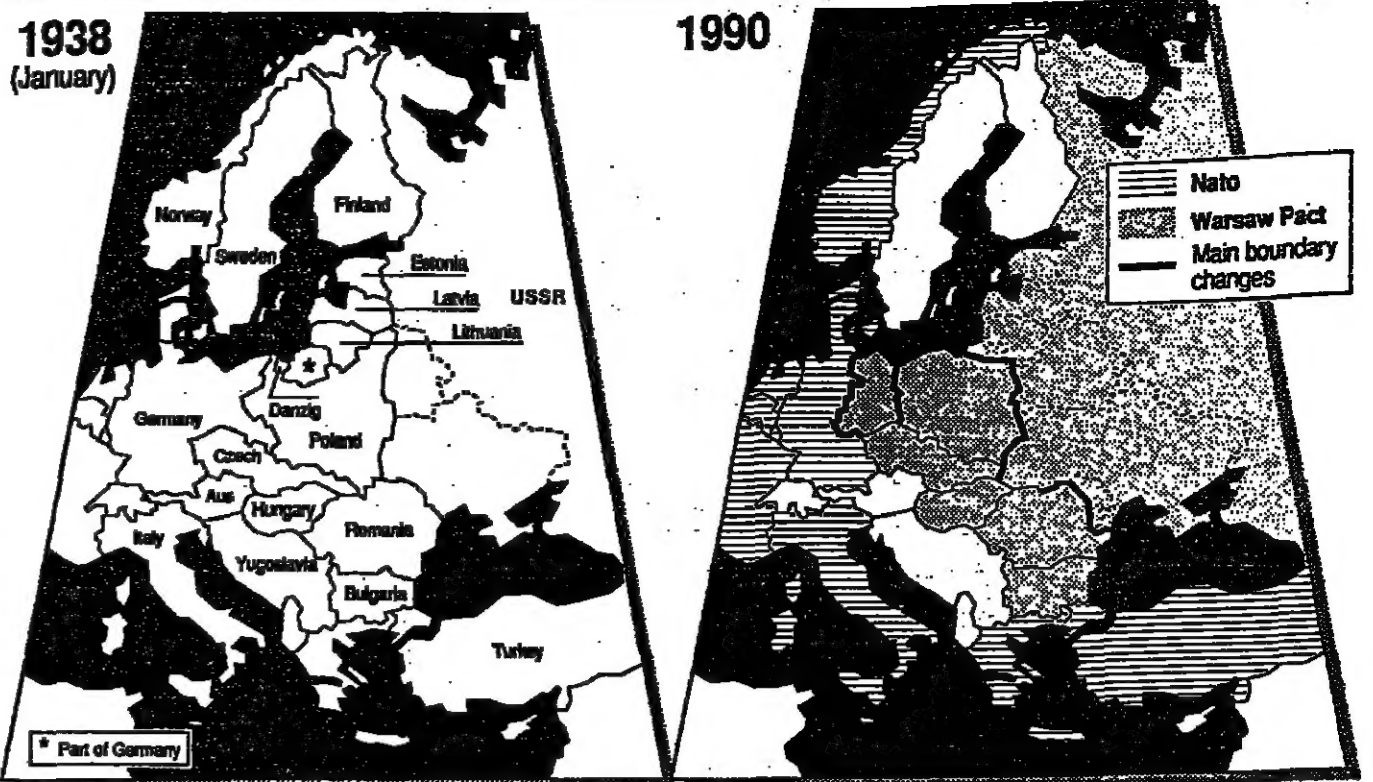 1938
(January)
Norway
Finland
Sweden
Estonia
Latvia
USSR
Lithuania
*
Danzig
Germany
Poland
Czech
Aus
Hungary
Romania
Italy
Yugoslavia
Bulgaria
Turkey
* Part of Germany
1990
Nato
Warsaw Pact
Main boundary
changes